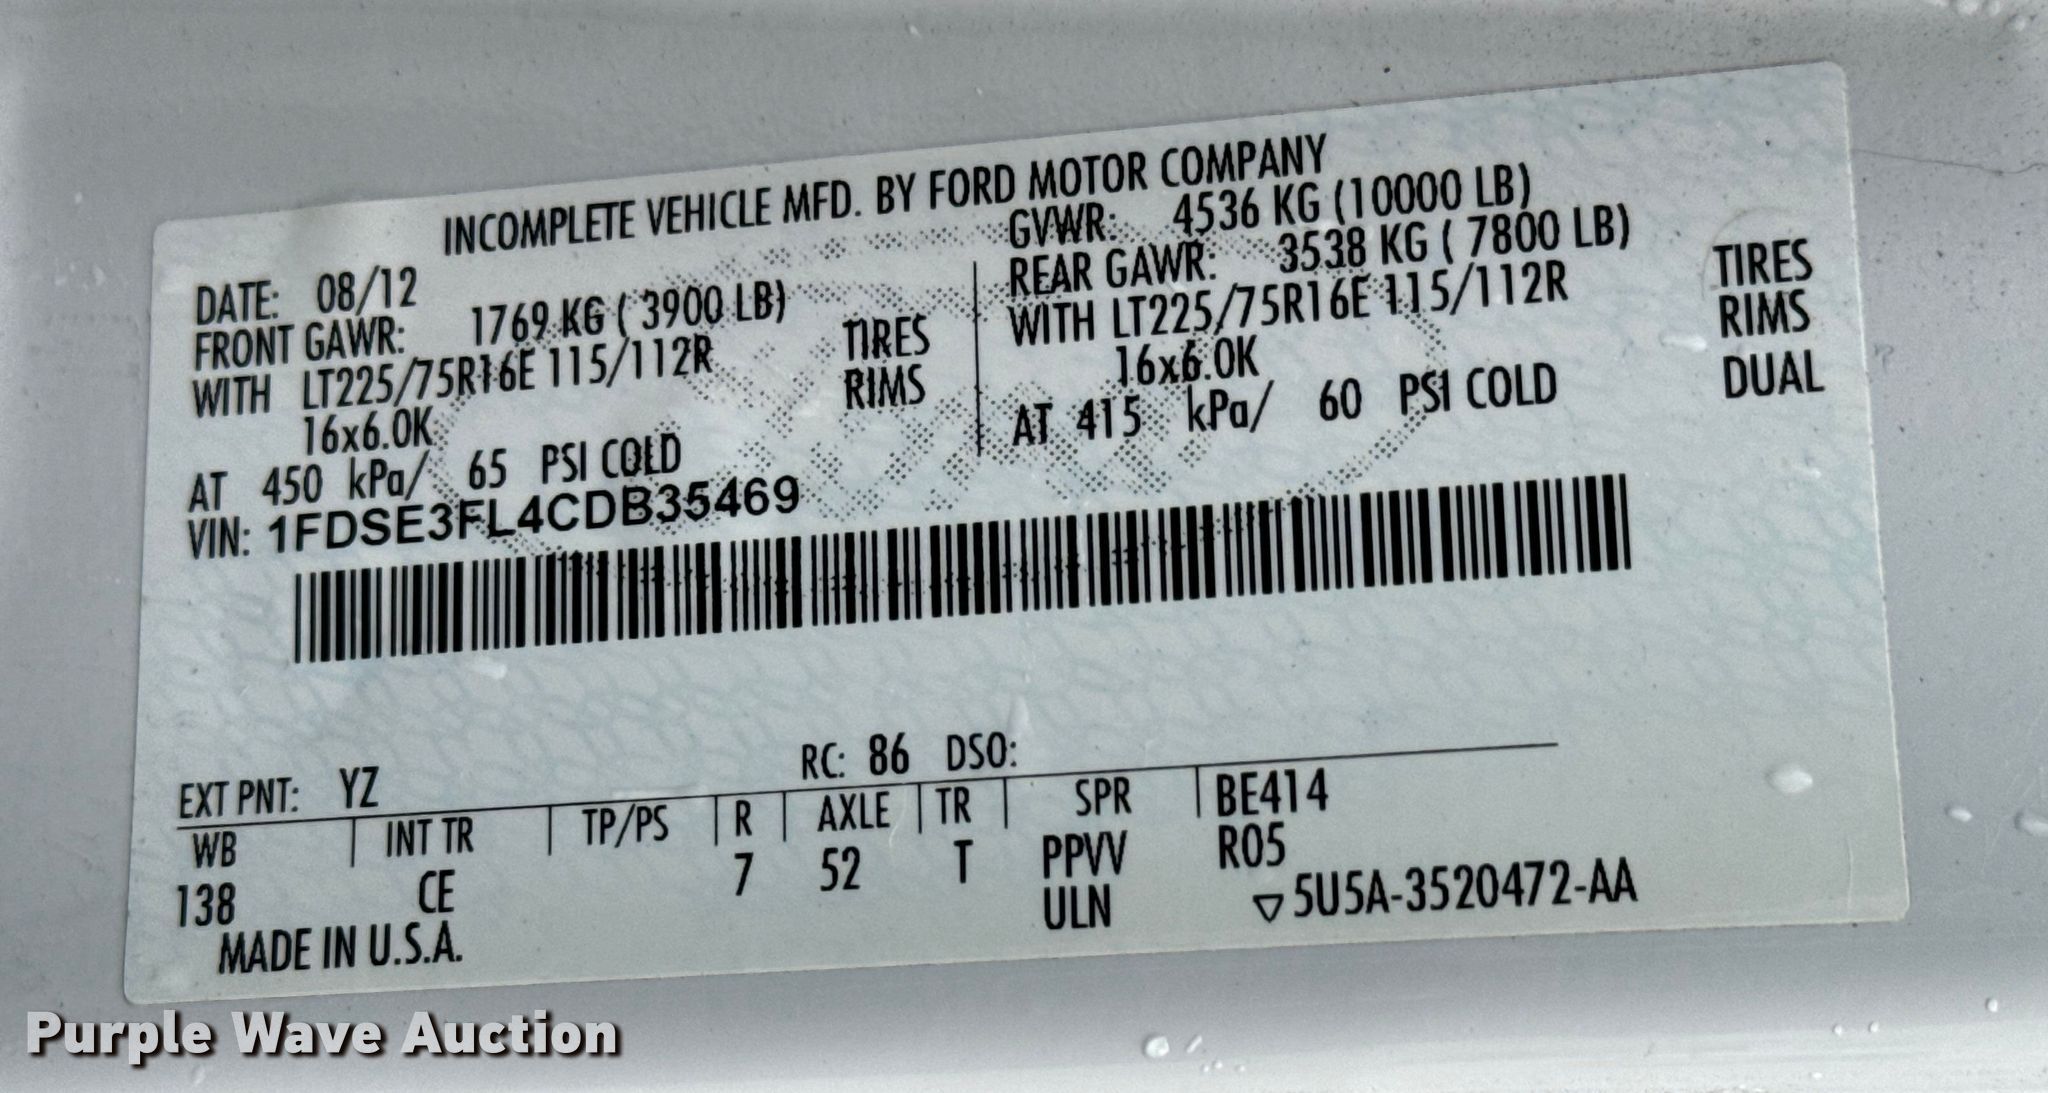 INCOMPLETE VEHICLE MFD. BY FORD MOTOR COMPANY
DATE: 08/12
GVWR: 4536 KG (10000 LB)
FRONT GAWR: 1769 KG ( 3900 LB)
REAR GAWR: 3538 KG ( 7800 LB)
WITH LT225/75R16E 115/112R TIRES
WITH LT225/75R16E 115/112R TIRES
16x6.0K RIMS
16x6.0K RIMS
AT 450 kPa/ 65 PSI COLD
AT 415 kPa/ 60 PSI COLD DUAL
VIN: 1FDSE3FL4CDB35469
EXT PNT: YZ RC: 86 DSO:
WB INT TR TP/PS R AXLE TR SPR BE414
138 CE 7 52 T PPVV R05
ULN ▽5U5A-3520472-AA
MADE IN U.S.A.
Purple Wave Auction